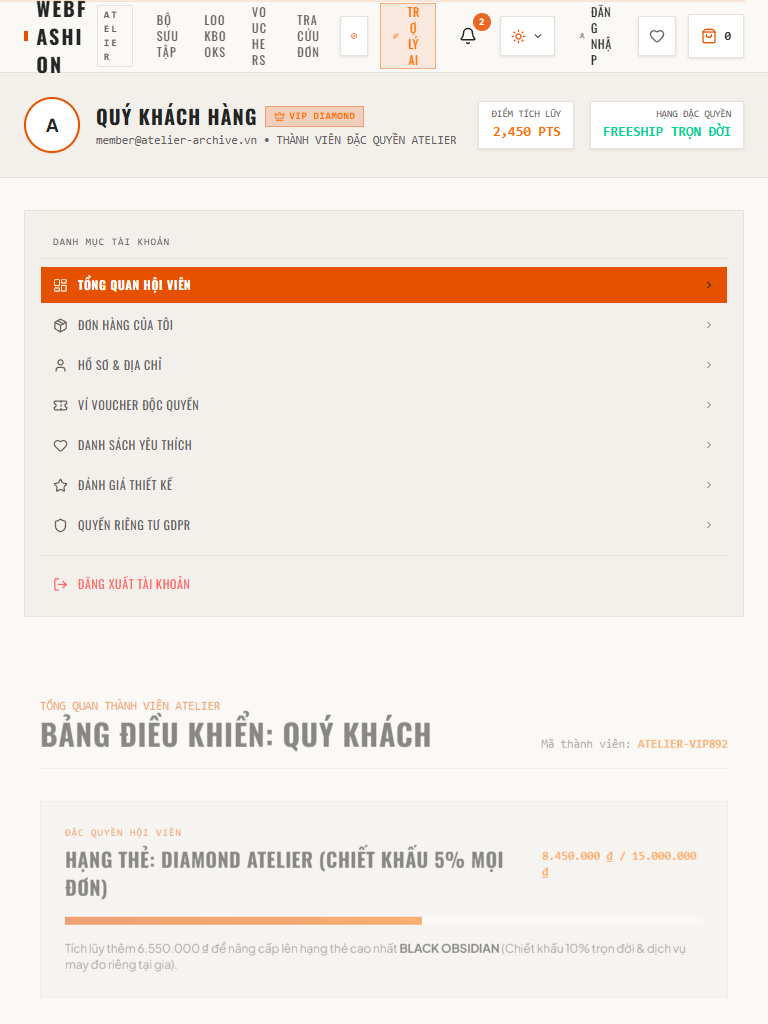 WEBF
ASHI
ON
AT
EL
IE
R
BỘ
SƯU
TẬP
LOO
KBO
OKS
VO
UC
HE
RS
TRA
CỨU
ĐƠN
TR
Ợ
LÝ
AI
2
ĐĂN
G
NHẬ
P
0
A
QUÝ KHÁCH HÀNG
VIP DIAMOND
member@atelier-archive.vn • THÀNH VIÊN ĐẶC QUYỀN ATELIER
ĐIỂM TÍCH LŨY
2,450 PTS
HẠNG ĐẶC QUYỀN
FREESHIP TRỌN ĐỜI
DANH MỤC TÀI KHOẢN
TỔNG QUAN HỘI VIÊN
ĐƠN HÀNG CỦA TÔI
HỒ SƠ & ĐỊA CHỈ
VÍ VOUCHER ĐỘC QUYỀN
DANH SÁCH YÊU THÍCH
ĐÁNH GIÁ THIẾT KẾ
QUYỀN RIÊNG TƯ GDPR
ĐĂNG XUẤT TÀI KHOẢN
TỔNG QUAN THÀNH VIÊN ATELIER
BẢNG ĐIỀU KHIỂN: QUÝ KHÁCH
Mã thành viên: ATELIER-VIP892
ĐẶC QUYỀN HỘI VIÊN
HẠNG THẺ: DIAMOND ATELIER (CHIẾT KHẤU 5% MỌI
ĐƠN)
8.450.000 ₫ / 15.000.000
₫
Tích lũy thêm 6.550.000 ₫ để nâng cấp lên hạng thẻ cao nhất BLACK OBSIDIAN (Chiết khấu 10% trọn đời & dịch vụ
may đo riêng tại gia).